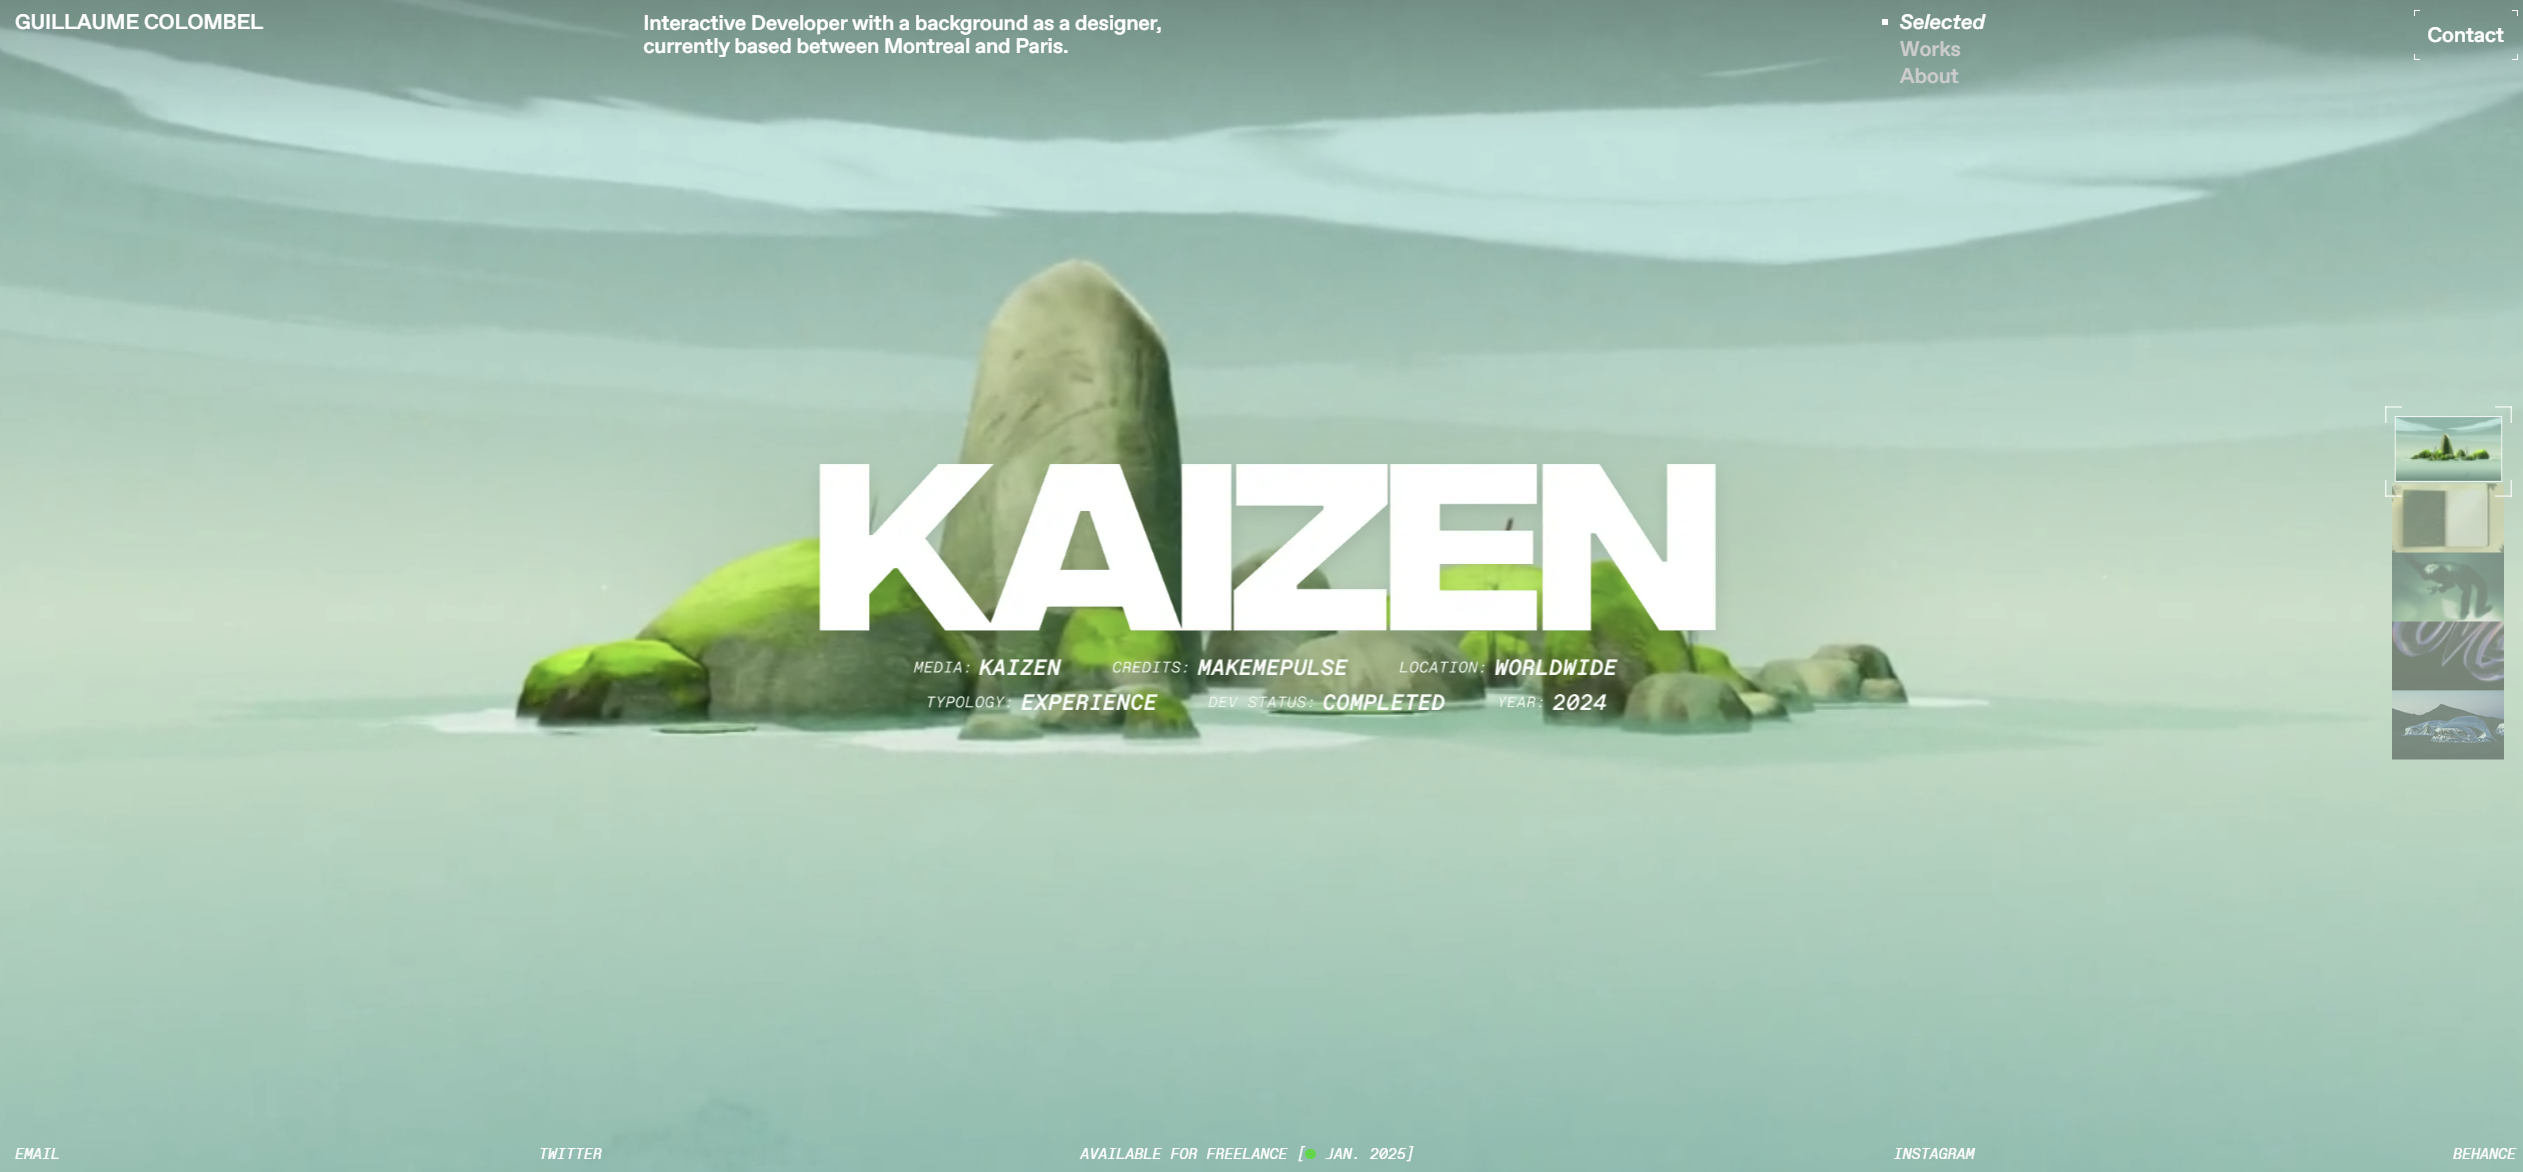 GUILLAUME COLOMBEL
Interactive Developer with a background as a designer,
currently based between Montreal and Paris.
Selected
Works
About
Contact
KAIZEN
MEDIA: KAIZEN CREDITS: MAKEMEPULSE LOCATION: WORLDWIDE
TYPOLOGY: EXPERIENCE DEV STATUS: COMPLETED YEAR: 2024
EMAIL
TWITTER
AVAILABLE FOR FREELANCE [● JAN. 2025]
INSTAGRAM
BEHANCE